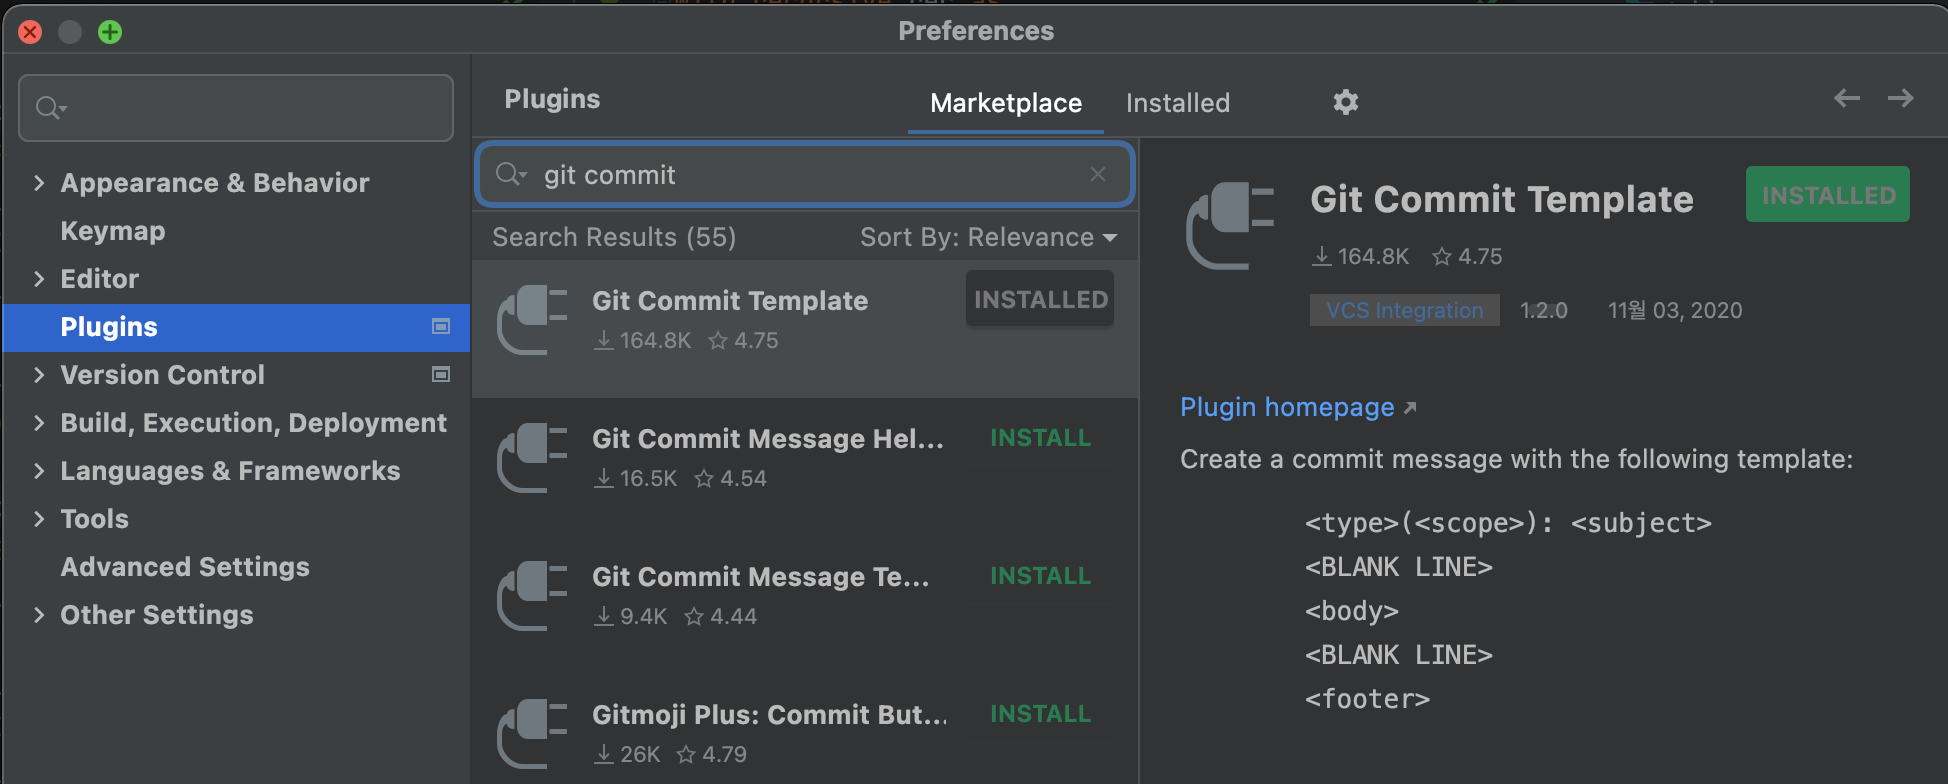 Preferences
Plugins
Marketplace
Installed
Appearance & Behavior
Keymap
Editor
Plugins
Version Control
Build, Execution, Deployment
Languages & Frameworks
Tools
Advanced Settings
Other Settings
git commit
Search Results (55)
Sort By: Relevance
Git Commit Template
INSTALLED
164.8K
4.75
Git Commit Message Hel...
INSTALL
16.5K
4.54
Git Commit Message Te...
INSTALL
9.4K
4.44
Gitmoji Plus: Commit But...
INSTALL
26K
4.79
Git Commit Template
INSTALLED
164.8K
4.75
VCS Integration
1.2.0
11월 03, 2020
Plugin homepage
Create a commit message with the following template:
<type>(<scope>): <subject>
<BLANK LINE>
<body>
<BLANK LINE>
<footer>